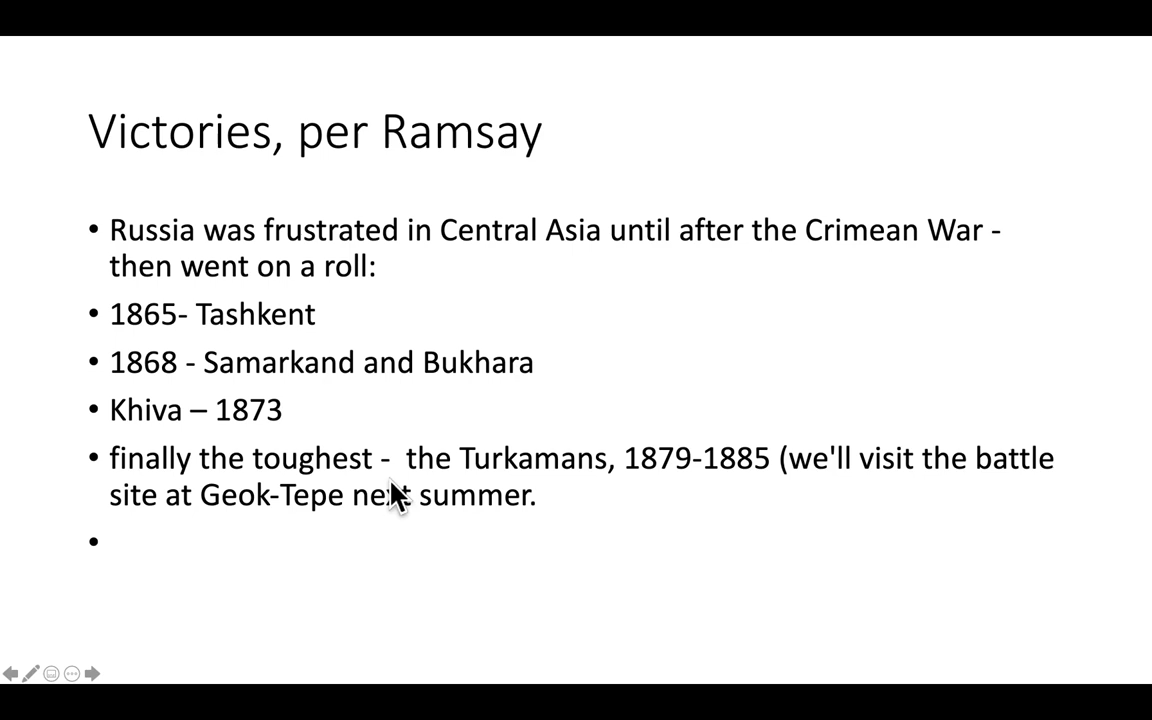 Victories, per Ramsay
• Russia was frustrated in Central Asia until after the Crimean War -
then went on a roll:
• 1865- Tashkent
• 1868 - Samarkand and Bukhara
• Khiva – 1873
• finally the toughest -  the Turkamans, 1879-1885 (we'll visit the battle
site at Geok-Tepe next summer.
•